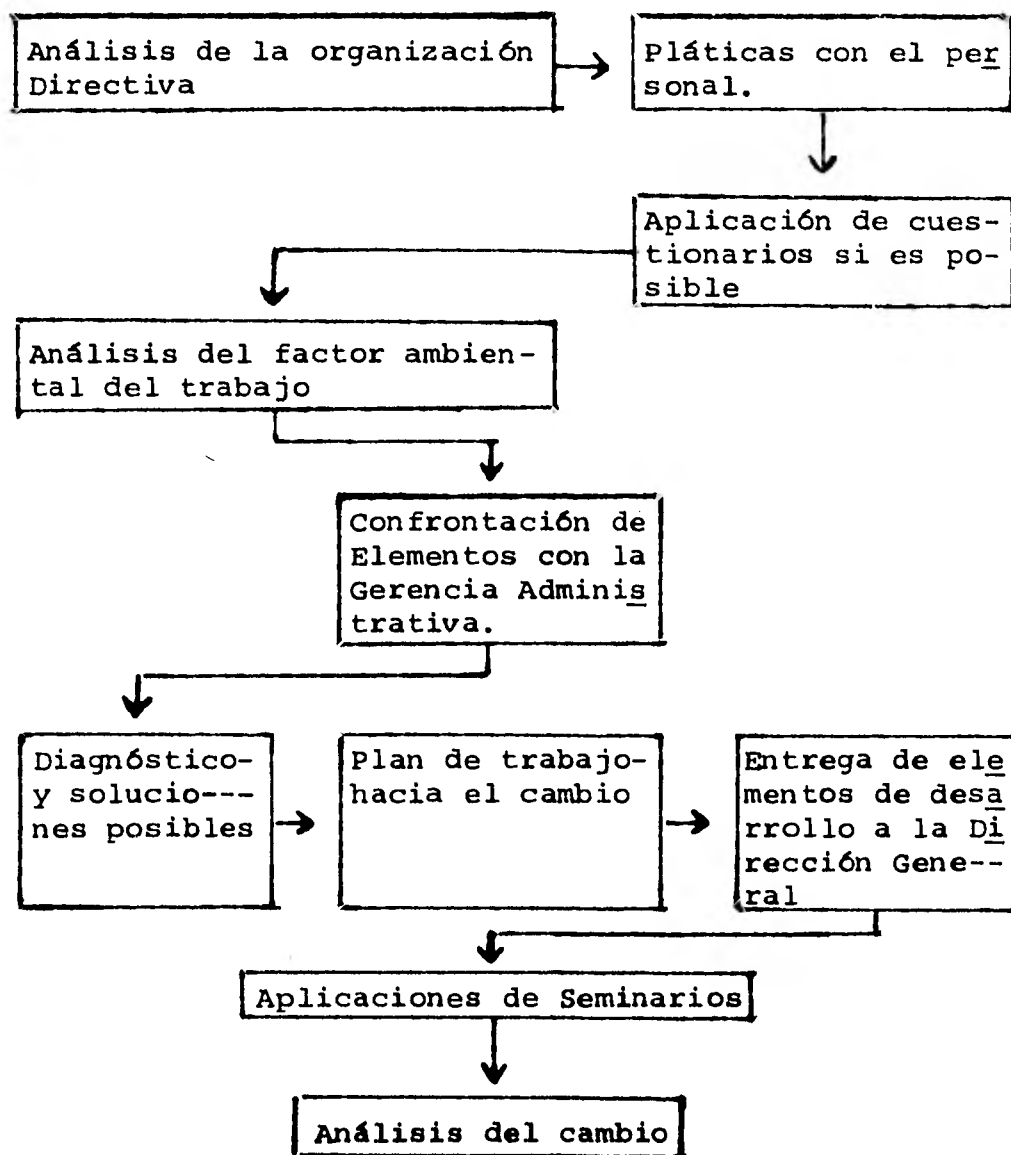 Análisis de la organización
Directiva
Pláticas con el per
sonal.
Aplicación de cues-
tionarios si es po-
sible
Análisis del factor ambien-
tal del trabajo
Confrontación de
Elementos con la
Gerencia Adminis
trativa.
Diagnóstico-
y solucio---
nes posibles
Plan de trabajo-
hacia el cambio
Entrega de ele
mentos de desa
rrollo a la Di
rección Gene--
ral
Aplicaciones de Seminarios
Análisis del cambio